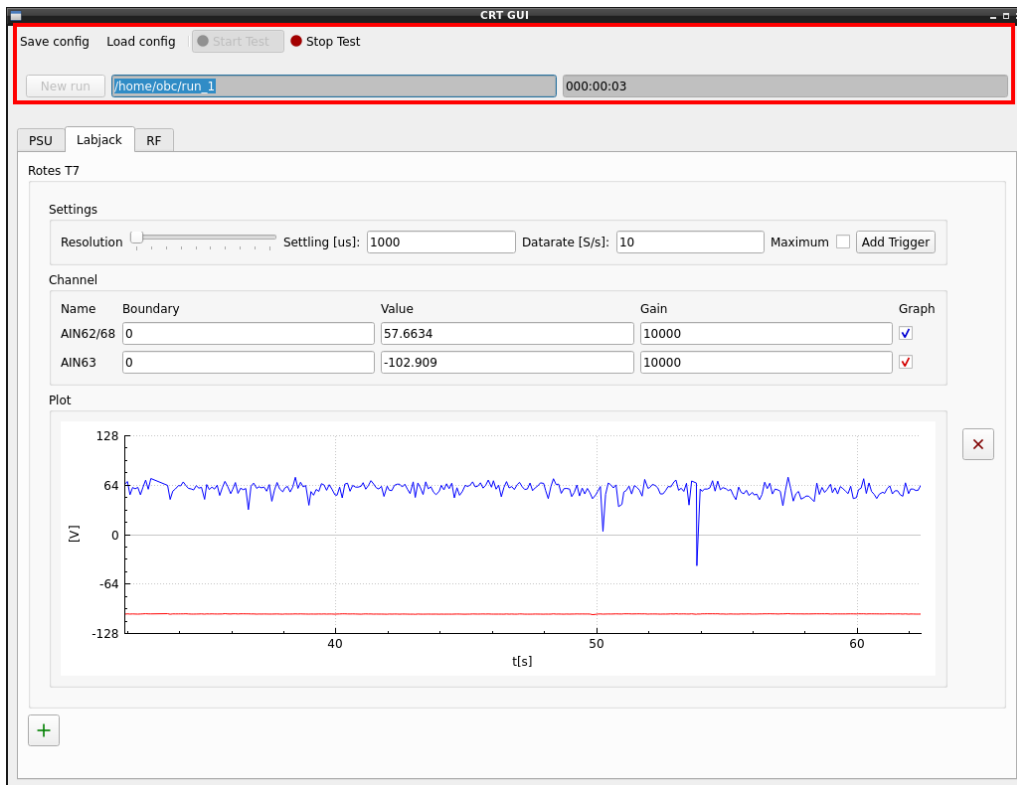 CRT GUI
Save config Load config Start Test Stop Test
New run /home/obc/run_1 000:00:03
PSU Labjack RF
Rotes T7
Settings
Resolution Settling [us]: 1000 Datarate [S/s]: 10 Maximum Add Trigger
Channel
Name Boundary Value Gain Graph
AIN62/68 0 57.6634 10000
AIN63 0 -102.909 10000
Plot
128
64
0
-64
-128
[V]
40 50 60
t[s]